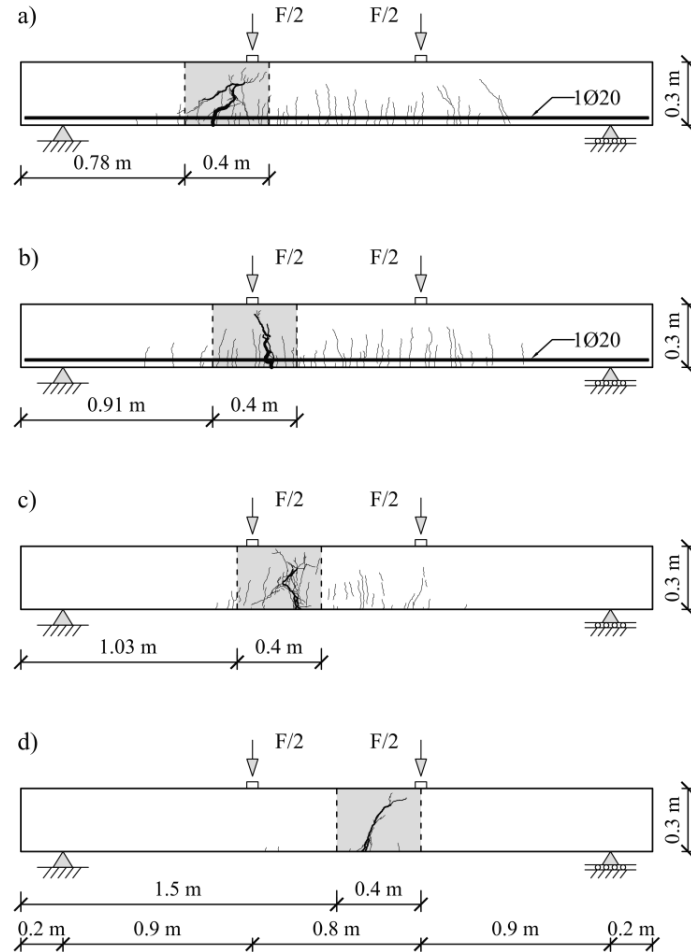 a)
F/2 F/2
1Ø20
0.3 m
0.78 m 0.4 m
b)
F/2 F/2
1Ø20
0.3 m
0.91 m 0.4 m
c)
F/2 F/2
0.3 m
1.03 m 0.4 m
d)
F/2 F/2
0.3 m
1.5 m 0.4 m
0.2 m 0.9 m 0.8 m 0.9 m 0.2 m